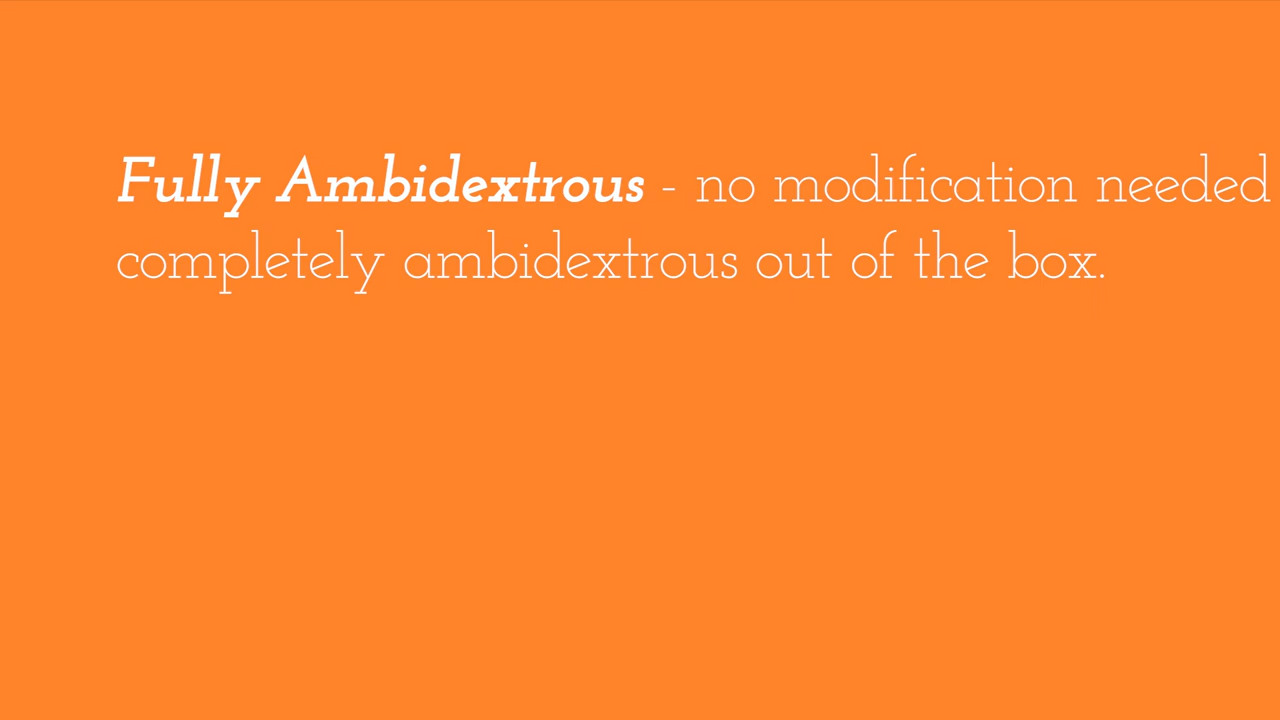 Fully Ambidextrous - no modification needed
completely ambidextrous out of the box.